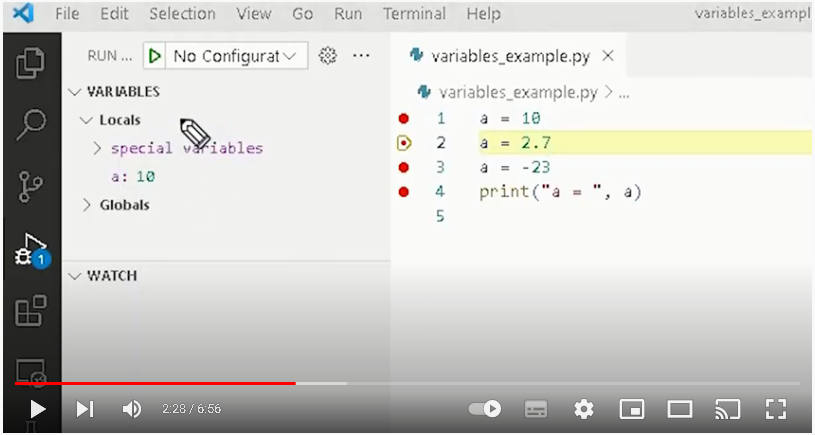 File Edit Selection View Go Run Terminal Help variables_exampl
RUN ... No Configurat ...
variables_example.py
VARIABLES
Locals
special variables
a: 10
Globals
WATCH
1
variables_example.py > ...
1 a = 10
2 a = 2.7
3 a = -23
4 print("a = ", a)
5
2:28 / 6:56